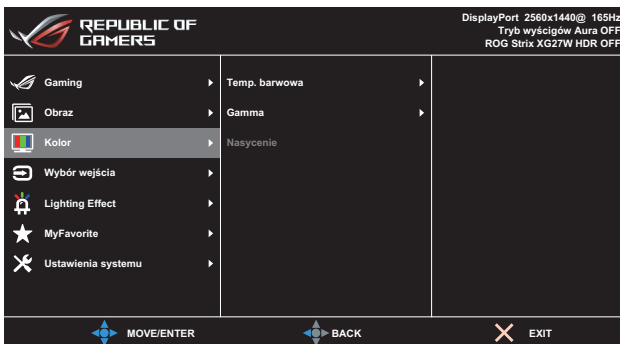 REPUBLIC OF
GAMERS
DisplayPort 2560x1440@ 165Hz
Tryb wyścigów Aura OFF
ROG Strix XG27W HDR OFF
Gaming
Obraz
Kolor
Wybór wejścia
Lighting Effect
MyFavorite
Ustawienia systemu
Temp. barwowa
Gamma
Nasycenie
MOVE/ENTER
BACK
EXIT